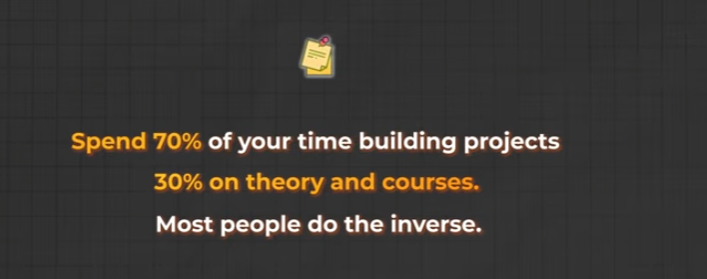 Spend 70% of your time building projects
30% on theory and courses.
Most people do the inverse.